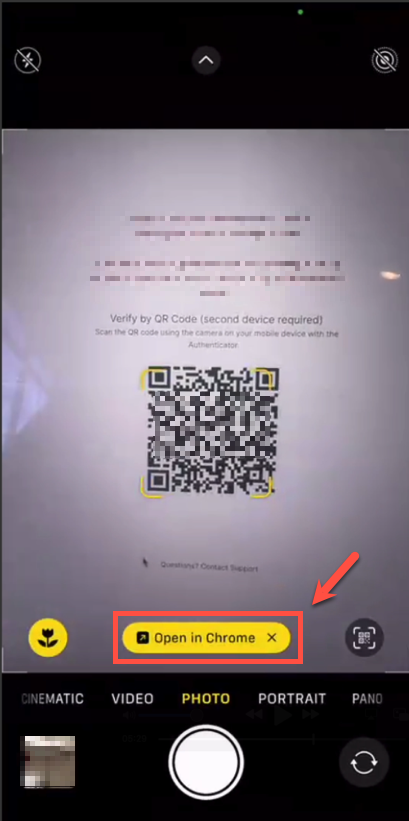 Verify by QR Code (second device required)
Scan the QR code using the camera on your mobile device with the
Authenticator
Questions? Contact Support
Open in Chrome
CINEMATIC VIDEO PHOTO PORTRAIT PANO